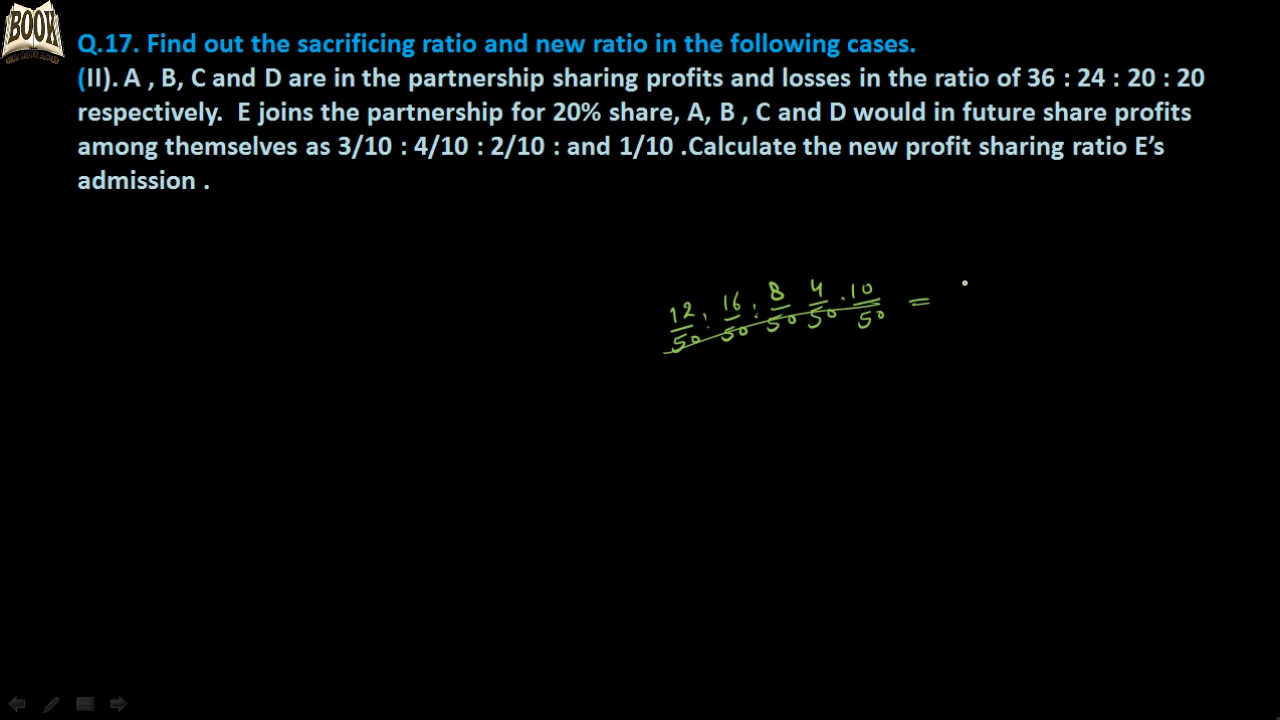 BOOK
Q.17. Find out the sacrificing ratio and new ratio in the following cases.
(II). A , B, C and D are in the partnership sharing profits and losses in the ratio of 36 : 24 : 20 : 20
respectively. E joins the partnership for 20% share, A, B , C and D would in future share profits
among themselves as 3/10 : 4/10 : 2/10 : and 1/10 .Calculate the new profit sharing ratio E’s
admission .
12/50 : 16/50 : 8/50 4/50 . 10/50 =